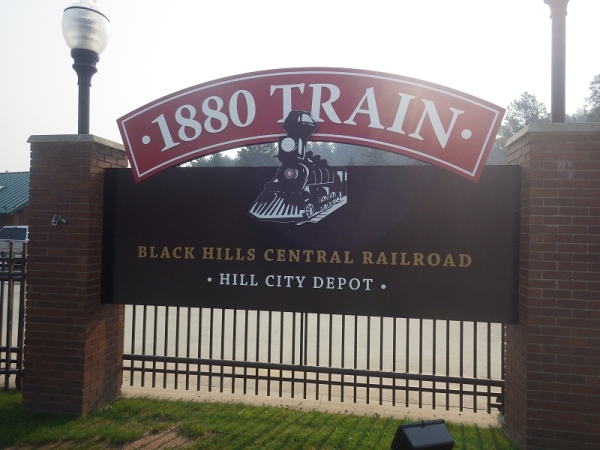 • 1880 TRAIN •
BLACK HILLS CENTRAL RAILROAD
• HILL CITY DEPOT •